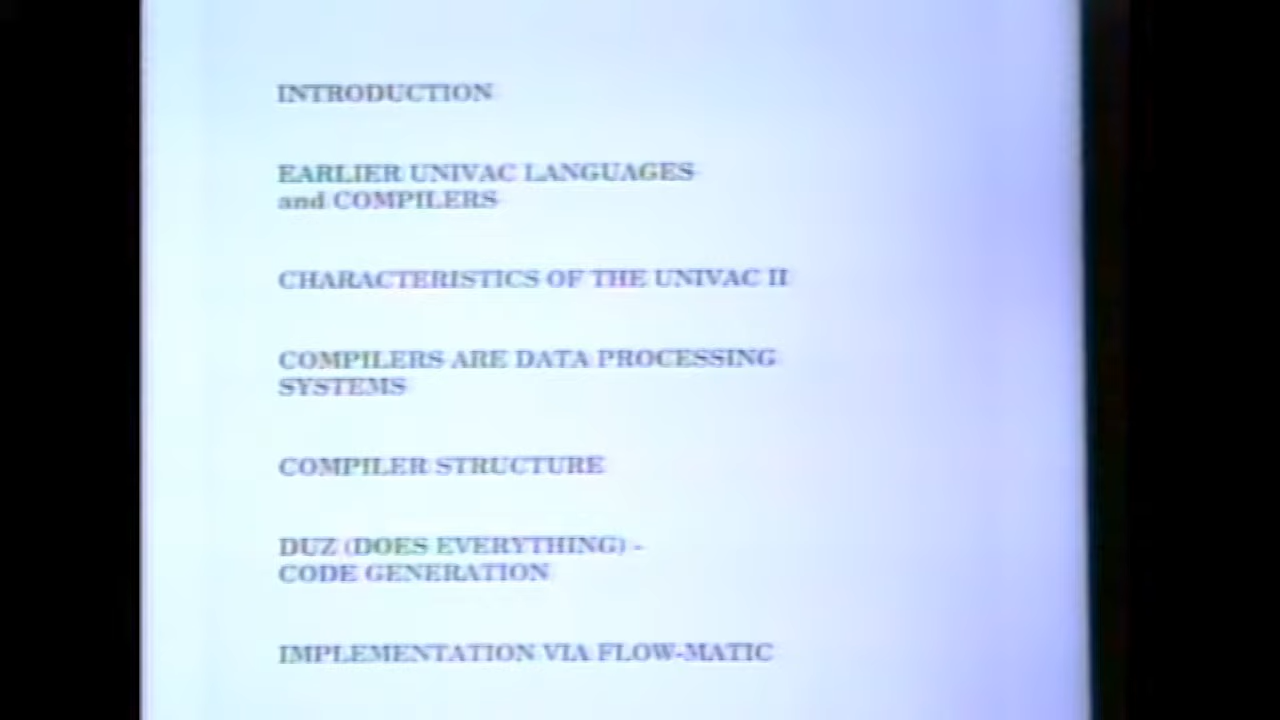 INTRODUCTION
EARLIER UNIVAC LANGUAGES
and COMPILERS
CHARACTERISTICS OF THE UNIVAC II
COMPILERS ARE DATA PROCESSING
SYSTEMS
COMPILER STRUCTURE
DUZ (DOES EVERYTHING) -
CODE GENERATION
IMPLEMENTATION VIA FLOW-MATIC